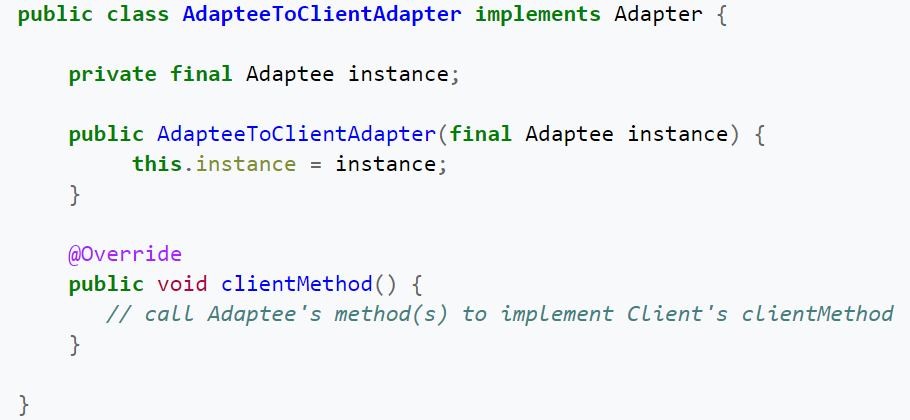 public class AdapteeToClientAdapter implements Adapter {
private final Adaptee instance;
public AdapteeToClientAdapter(final Adaptee instance) {
this.instance = instance;
}
@Override
public void clientMethod() {
// call Adaptee's method(s) to implement Client's clientMethod
}
}